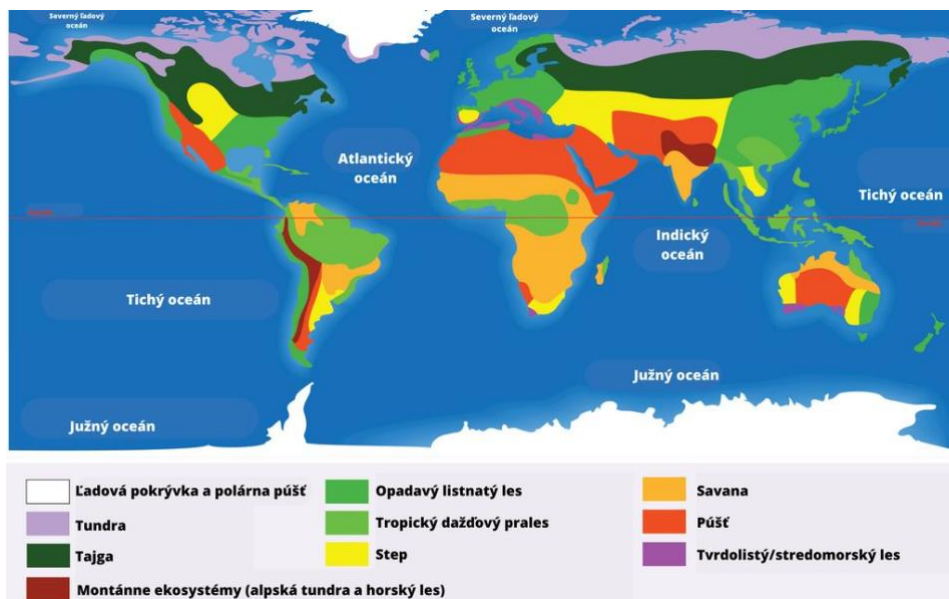 Severný ľadový
oceán
Severný ľadový
oceán
Atlantický
oceán
Tichý oceán
Indický
oceán
Tichý oceán
Južný oceán
Južný oceán
Ľadová pokrývka a polárna púšť
Tundra
Tajga
Montánne ekosystémy (alpská tundra a horský les)
Opadavý listnatý les
Tropický dažďový prales
Step
Savana
Púšť
Tvrdolistý/stredomorský les